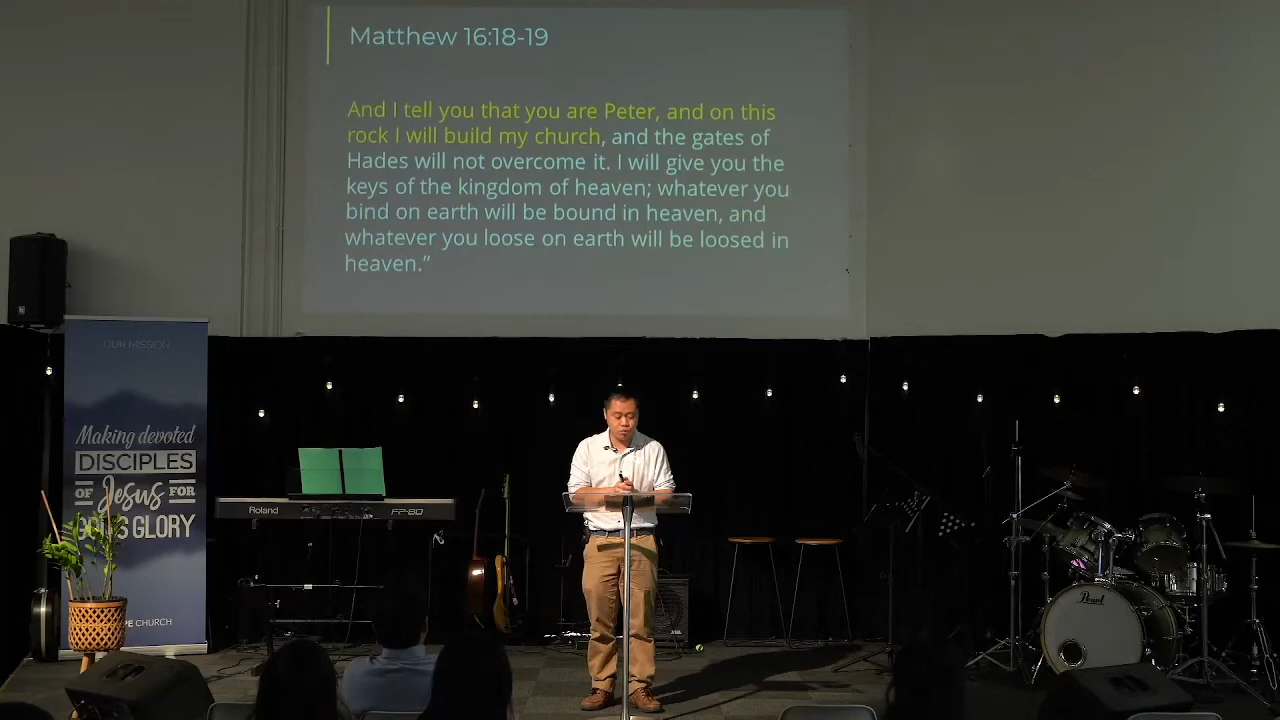 Matthew 16:18-19
And I tell you that you are Peter, and on this
rock I will build my church, and the gates of
Hades will not overcome it. I will give you the
keys of the kingdom of heaven; whatever you
bind on earth will be bound in heaven, and
whatever you loose on earth will be loosed in
heaven.”
OUR MISSION
Making devoted
DISCIPLES
OF Jesus FOR
GLORY
CHURCH
Roland
FP-80
Pearl